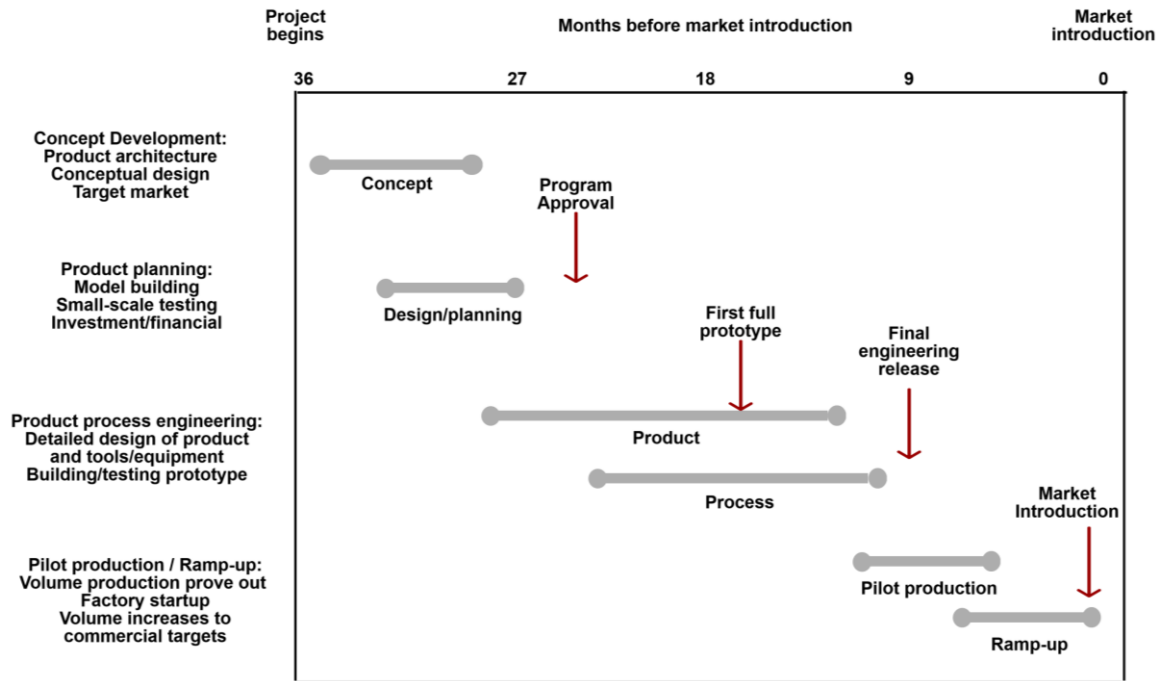 Project
begins
Months before market introduction
Market
introduction
36
27
18
9
0
Concept Development:
Product architecture
Conceptual design
Target market
Concept
Program
Approval
Product planning:
Model building
Small-scale testing
Investment/financial
Design/planning
First full
prototype
Final
engineering
release
Product process engineering:
Detailed design of product
and tools/equipment
Building/testing prototype
Product
Process
Market
Introduction
Pilot production / Ramp-up:
Volume production prove out
Factory startup
Volume increases to
commercial targets
Pilot production
Ramp-up